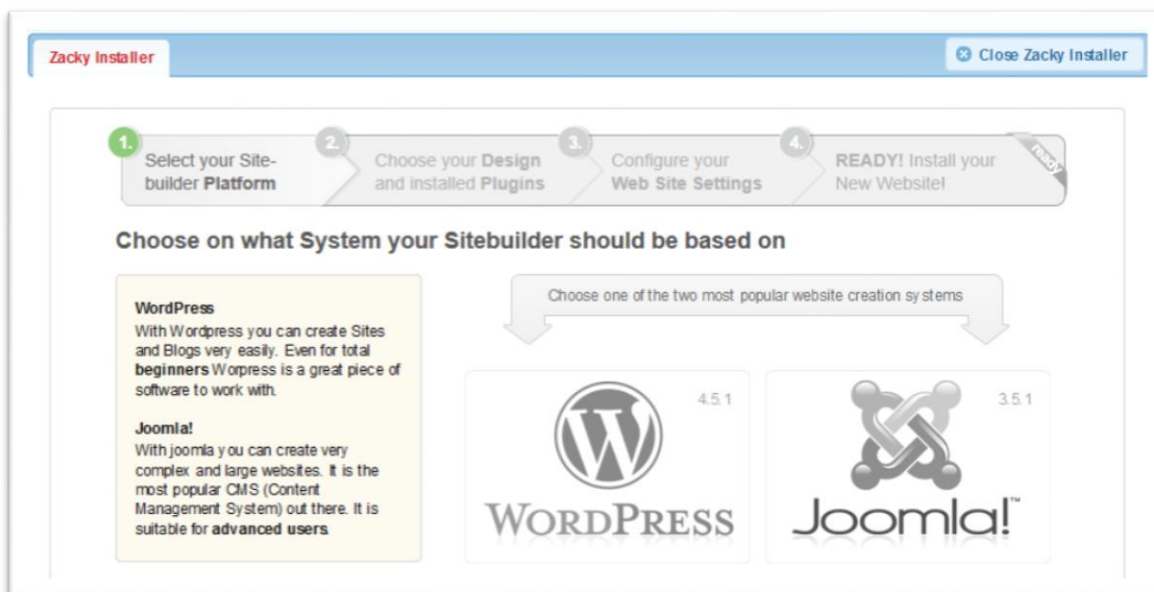 Zacky Installer
Close Zacky Installer
1.
Select your Site-
builder Platform
2.
Choose your Design
and installed Plugins
3.
Configure your
Web Site Settings
4.
READY! Install your
New Website!
ready
Choose on what System your Sitebuilder should be based on
WordPress
With Wordpress you can create Sites
and Blogs very easily. Even for total
beginners Worpress is a great piece of
software to work with.
Joomla!
With joomla you can create very
complex and large websites. It is the
most popular CMS (Content
Management System) out there. It is
suitable for advanced users.
Choose one of the two most popular website creation systems
4.5.1
WORDPRESS
3.5.1
Joomla!™